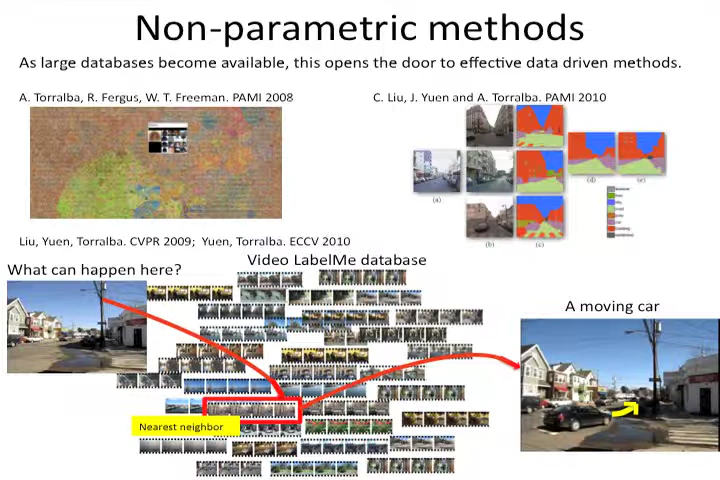 Non-parametric methods
As large databases become available, this opens the door to effective data driven methods.
A. Torralba, R. Fergus, W. T. Freeman. PAMI 2008
C. Liu, J. Yuen and A. Torralba. PAMI 2010
(a)
(b)
(c)
(d)
(e)
Liu, Yuen, Torralba. CVPR 2009; Yuen, Torralba. ECCV 2010
What can happen here?
Video LabelMe database
A moving car
Nearest neighbor